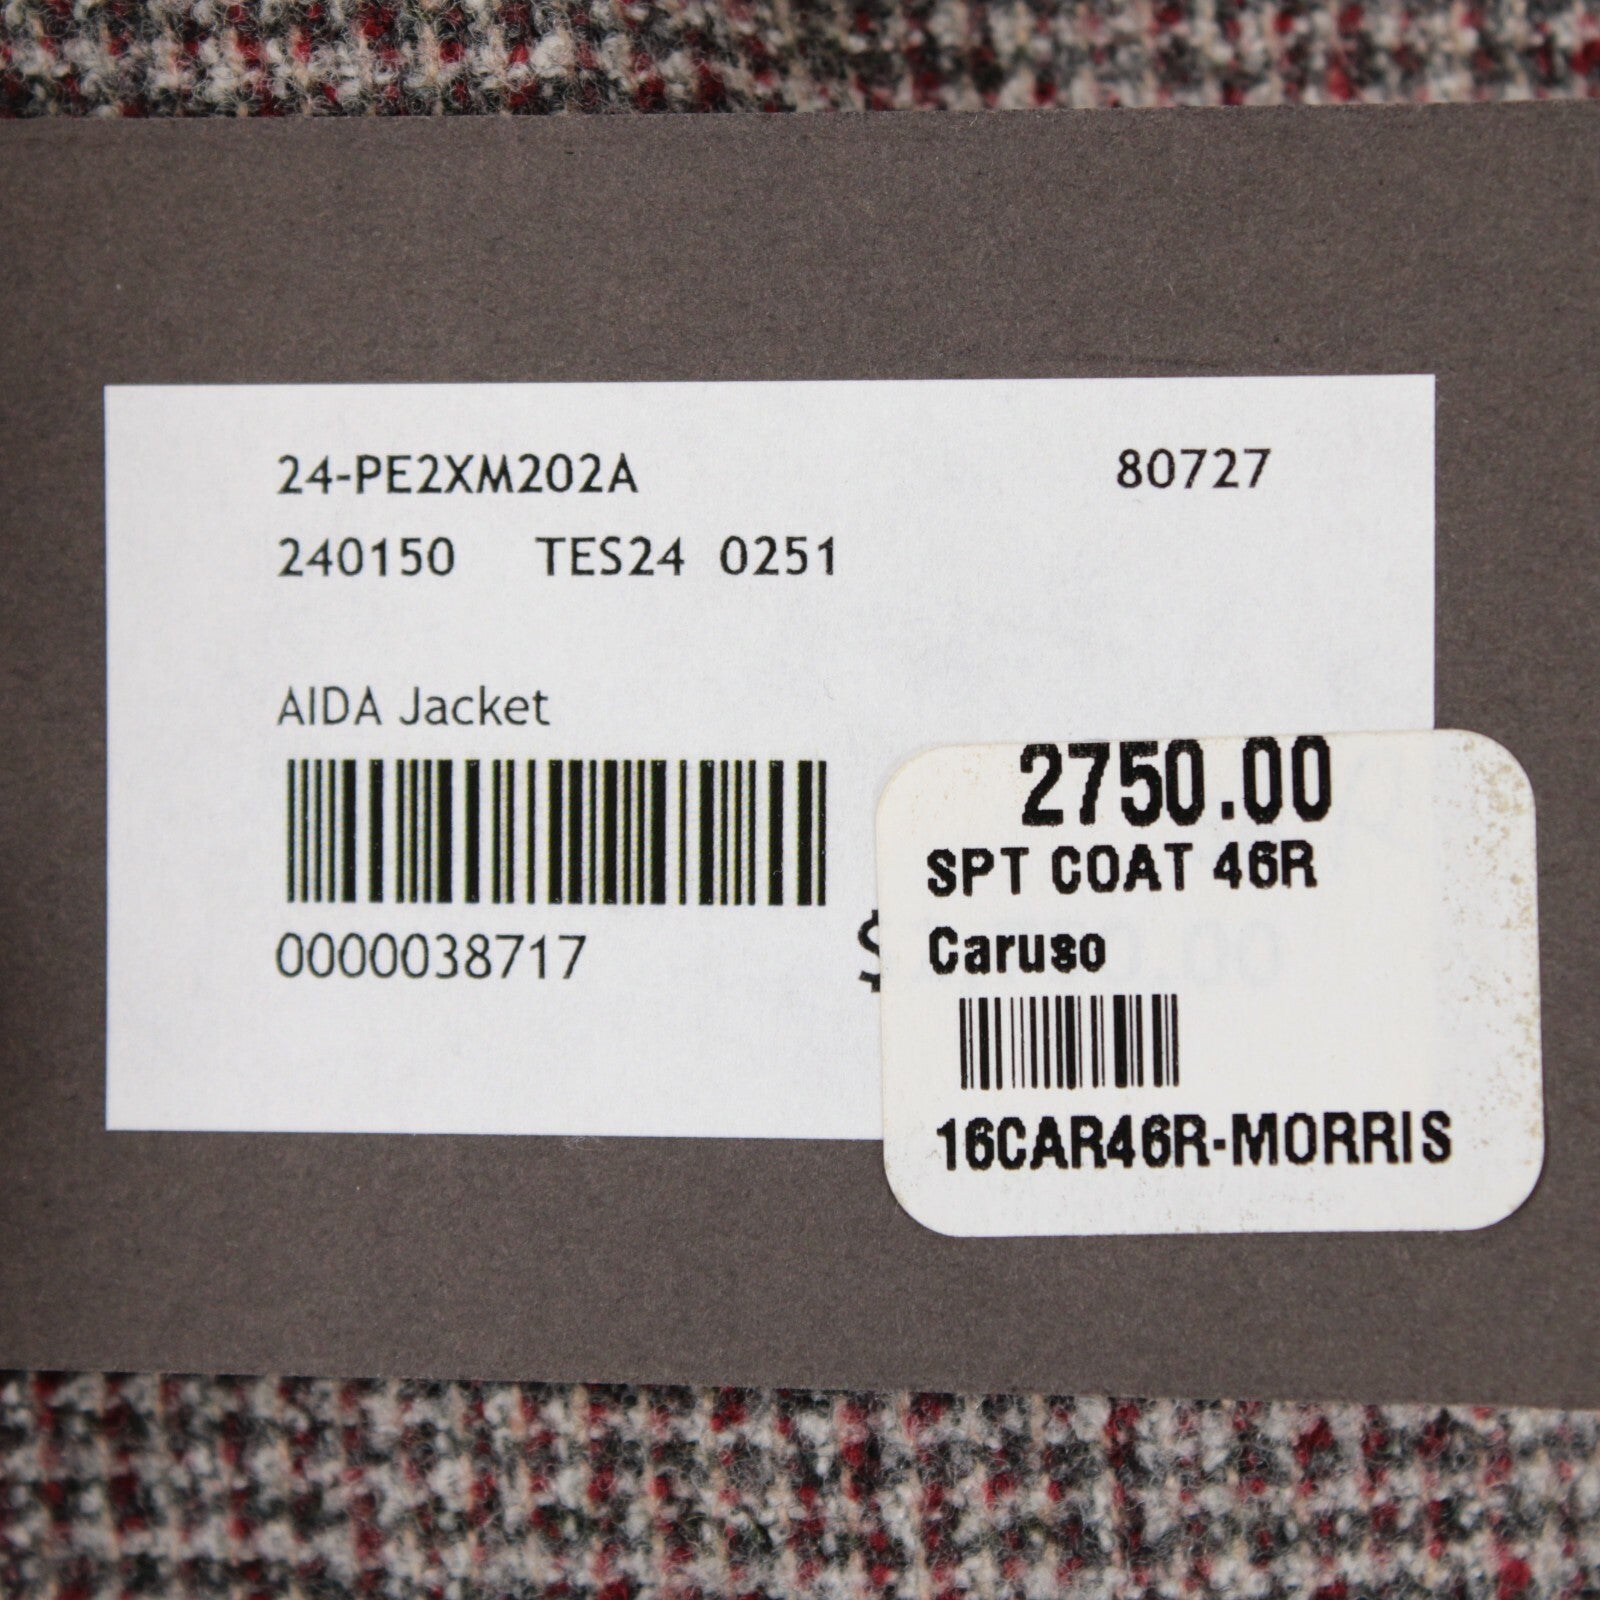 24-PE2XM202A 80727
240150 TES24 0251
AIDA Jacket
0000038717
$
2750.00
SPT COAT 46R
Caruso
16CAR46R-MORRIS